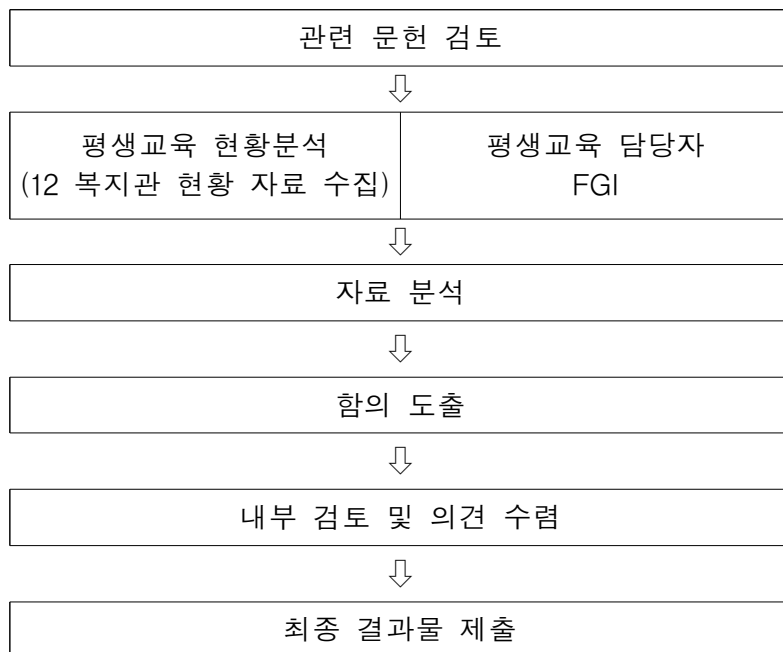 관련 문헌 검토
⇩
평생교육 현황분석
(12 복지관 현황 자료 수집)
평생교육 담당자
FGI
⇩
자료 분석
⇩
함의 도출
⇩
내부 검토 및 의견 수렴
⇩
최종 결과물 제출